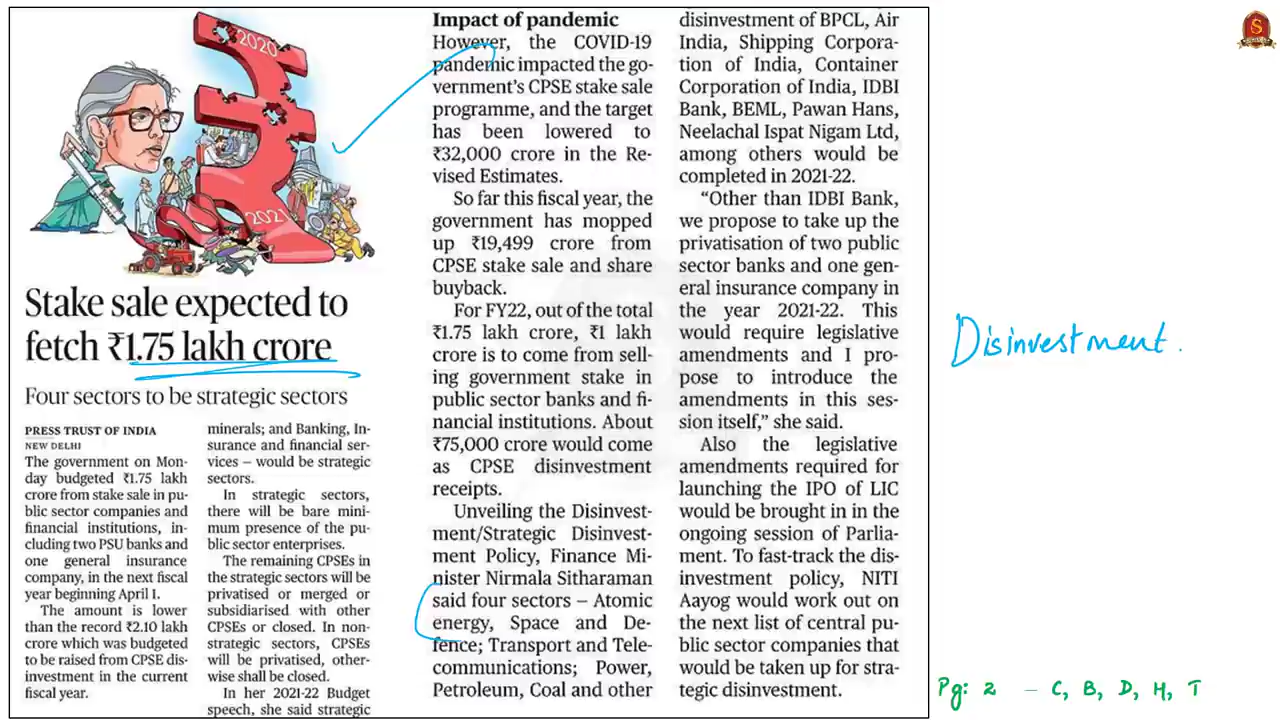 2020
2021
Stake sale expected to
fetch ₹1.75 lakh crore
Four sectors to be strategic sectors
PRESS TRUST OF INDIA
NEW DELHI
The government on Mon-
day budgeted ₹1.75 lakh
crore from stake sale in pu-
blic sector companies and
financial institutions, in-
cluding two PSU banks and
one general insurance
company, in the next fiscal
year beginning April 1.
The amount is lower
than the record ₹2.10 lakh
crore which was budgeted
to be raised from CPSE dis-
investment in the current
fiscal year.
minerals; and Banking, In-
surance and financial ser-
vices – would be strategic
sectors.
In strategic sectors,
there will be bare mini-
mum presence of the pu-
blic sector enterprises.
The remaining CPSEs in
the strategic sectors will be
privatised or merged or
subsidiarised with other
CPSEs or closed. In non-
strategic sectors, CPSEs
will be privatised, other-
wise shall be closed.
In her 2021-22 Budget
speech, she said strategic
Impact of pandemic
However, the COVID-19
pandemic impacted the go-
vernment's CPSE stake sale
programme, and the target
has been lowered to
₹32,000 crore in the Re-
vised Estimates.
So far this fiscal year, the
government has mopped
up ₹19,499 crore from
CPSE stake sale and share
buyback.
For FY22, out of the total
₹1.75 lakh crore, ₹1 lakh
crore is to come from sell-
ing government stake in
public sector banks and fi-
nancial institutions. About
₹75,000 crore would come
as CPSE disinvestment
receipts.
Unveiling the Disinvest-
ment/Strategic Disinvest-
ment Policy, Finance Mi-
nister Nirmala Sitharaman
said four sectors – Atomic
energy, Space and De-
fence; Transport and Tele-
communications; Power,
Petroleum, Coal and other
disinvestment of BPCL, Air
India, Shipping Corpora-
tion of India, Container
Corporation of India, IDBI
Bank, BEML, Pawan Hans,
Neelachal Ispat Nigam Ltd,
among others would be
completed in 2021-22.
“Other than IDBI Bank,
we propose to take up the
privatisation of two public
sector banks and one gen-
eral insurance company in
the year 2021-22. This
would require legislative
amendments and I pro-
pose to introduce the
amendments in this ses-
sion itself,” she said.
Also the legislative
amendments required for
launching the IPO of LIC
would be brought in in the
ongoing session of Parlia-
ment. To fast-track the dis-
investment policy, NITI
Aayog would work out on
the next list of central pu-
blic sector companies that
would be taken up for stra-
tegic disinvestment.
Disinvestment.
Pg: 2 – C, B, D, H, T